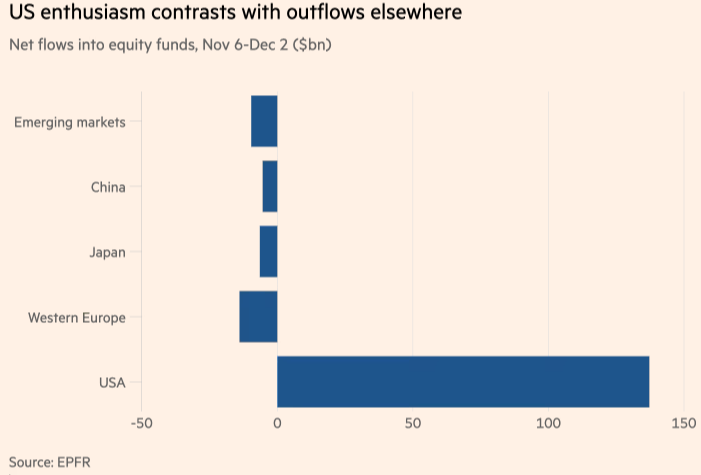 US enthusiasm contrasts with outflows elsewhere
Net flows into equity funds, Nov 6-Dec 2 ($bn)
Emerging markets
China
Japan
Western Europe
USA
-50 0 50 100 150
Source: EPFR